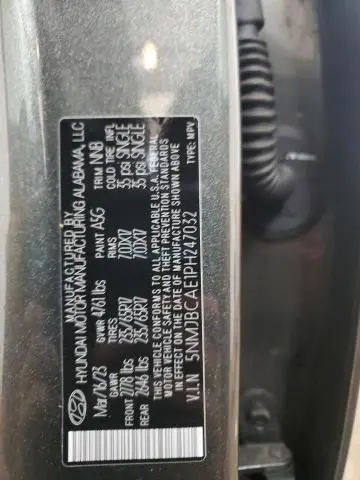 MANUFACTURED BY
HYUNDAI MOTOR MANUFACTURING ALABAMA, LLC
Mar/16/23 GVWR 4761 lbs PAINT A5G TRIM NNB
GAWR TIRES COLD TIRE INFL
FRONT 2778 lbs 235/65R17 7.0JX17 35 psi SINGLE
REAR 2646 lbs 235/65R17 7.0JX17 35 psi SINGLE
THIS VEHICLE CONFORMS TO ALL APPLICABLE U.S.A. FEDERAL
MOTOR VEHICLE SAFETY AND THEFT PREVENTION STANDARDS
IN EFFECT ON THE DATE OF MANUFACTURE SHOWN ABOVE.
V.I.N 5NMJBCAE1PH247032 TYPE: MPV